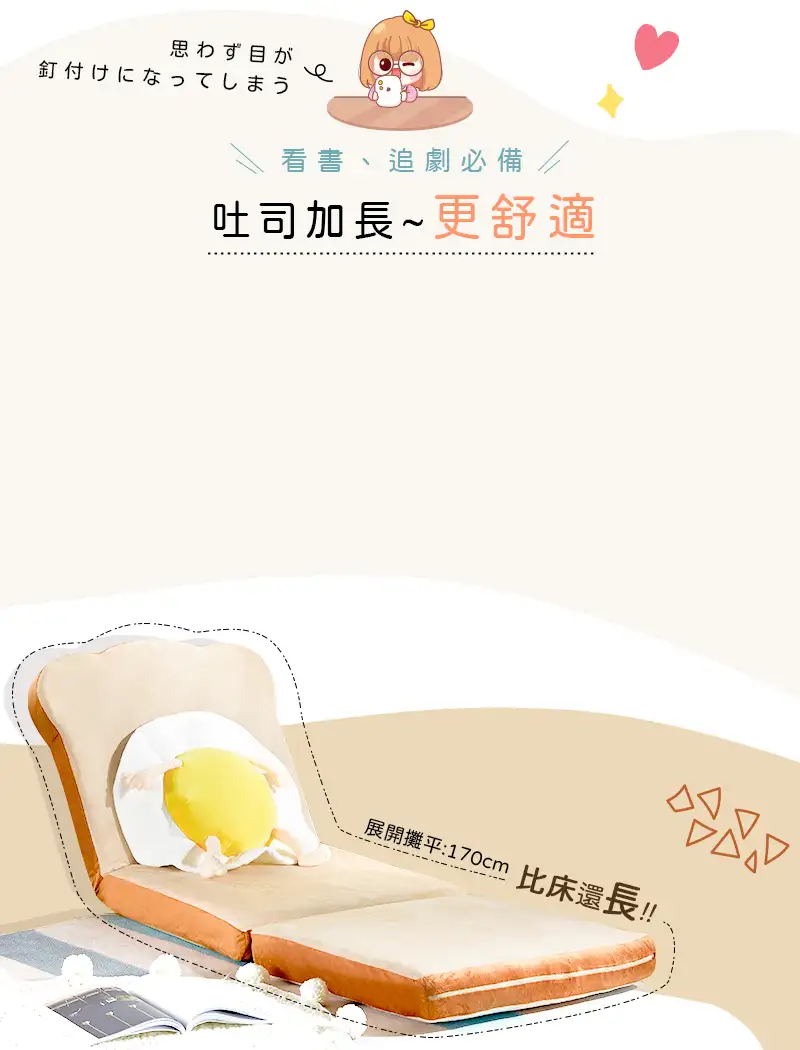 思わず目が
釘付けになってしまう
看書、追劇必備
吐司加長~更舒適
展開攤平:170cm
比床還長!!